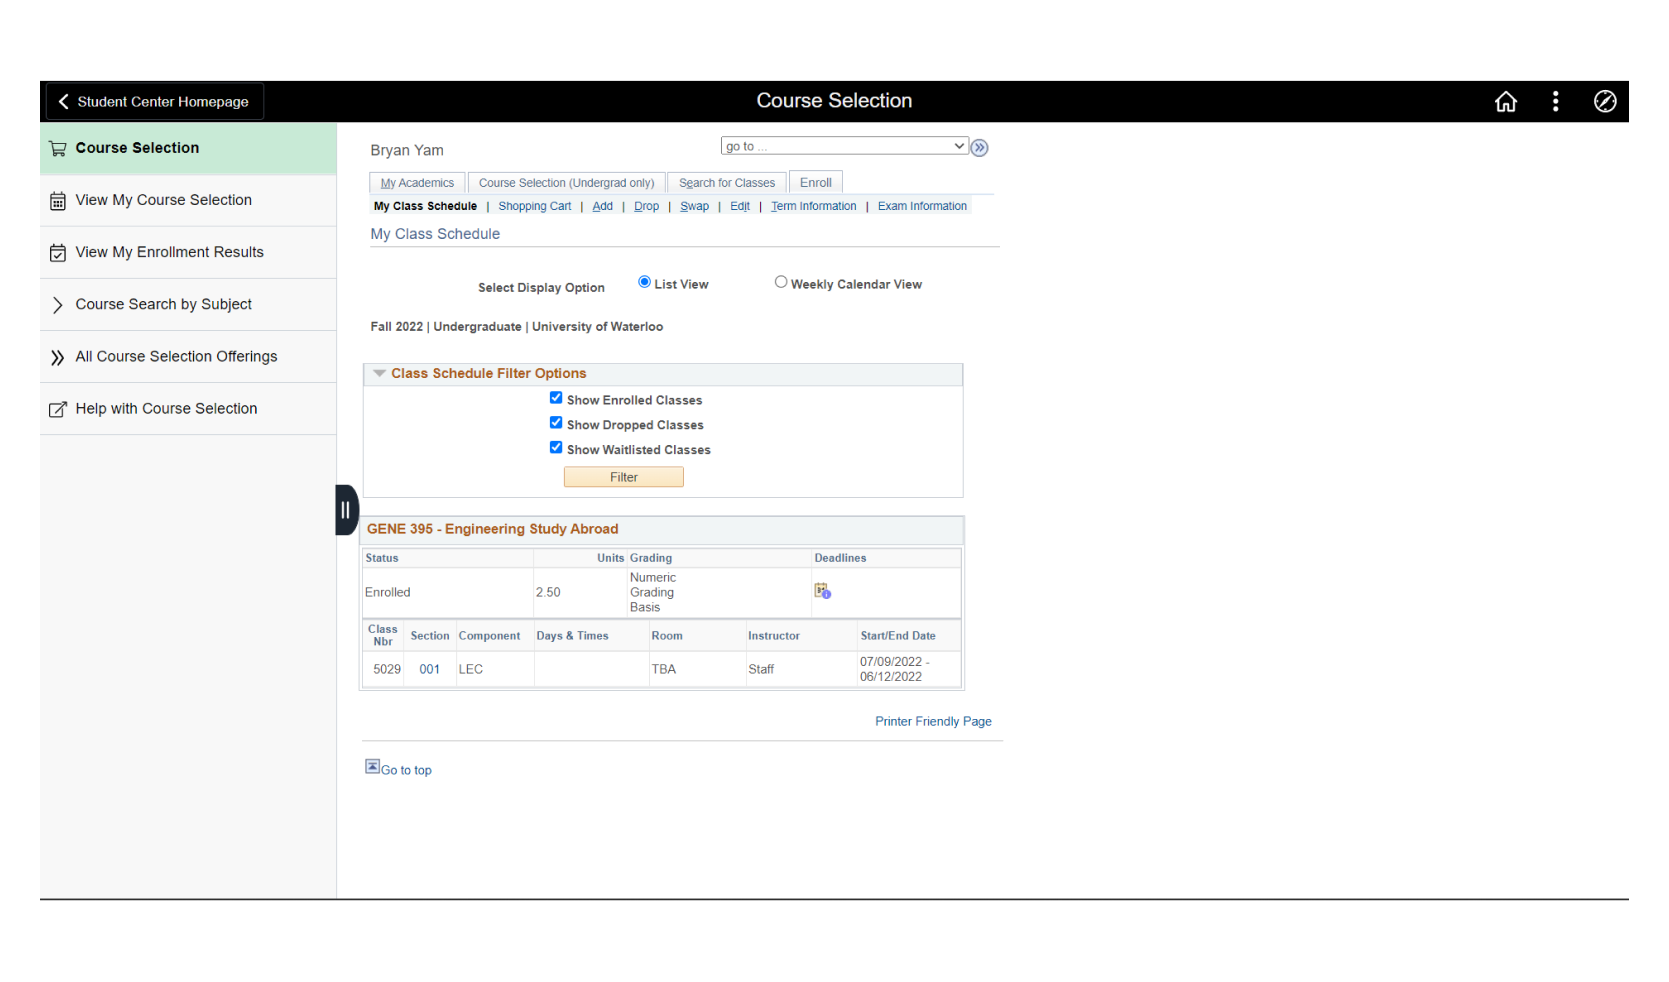 Student Center Homepage
Course Selection
Course Selection
View My Course Selection
View My Enrollment Results
Course Search by Subject
All Course Selection Offerings
Help with Course Selection
Bryan Yam
go to ...
My Academics
Course Selection (Undergrad only)
Search for Classes
Enroll
My Class Schedule | Shopping Cart | Add | Drop | Swap | Edit | Term Information | Exam Information
My Class Schedule
Select Display Option
List View
Weekly Calendar View
Fall 2022 | Undergraduate | University of Waterloo
Class Schedule Filter Options
Show Enrolled Classes
Show Dropped Classes
Show Waitlisted Classes
Filter
GENE 395 - Engineering Study Abroad
Status Units Grading Deadlines
Enrolled 2.50 Numeric
Grading
Basis
Class
Nbr Section Component Days & Times Room Instructor Start/End Date
5029 001 LEC TBA Staff 07/09/2022 -
06/12/2022
Printer Friendly Page
Go to top